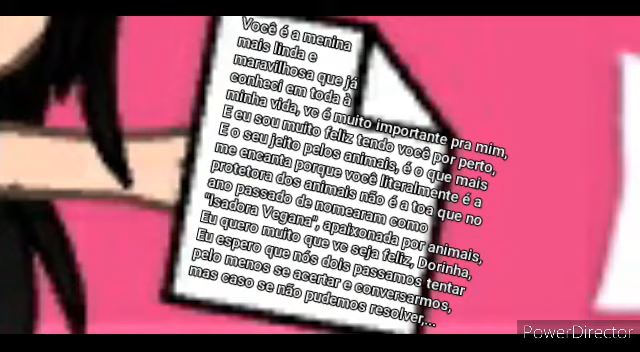 Você é a menina
mais linda e
maravilhosa que já
conheci em toda à
minha vida, vc é muito importante pra mim,
E eu sou muito feliz tendo você por perto,
E o seu jeito pelos animais, é o que mais
me encanta porque você literalmente é a
protetora dos animais não é a toa que no
ano passado de nomearam como
"Isadora Vegana", apaixonada por animais,
Eu quero muito que vc seja feliz, Dorinha,
Eu espero que nós dois passamos tentar
pelo menos se acertar e conversarmos,
mas caso se não pudemos resolver,...
PowerDirector